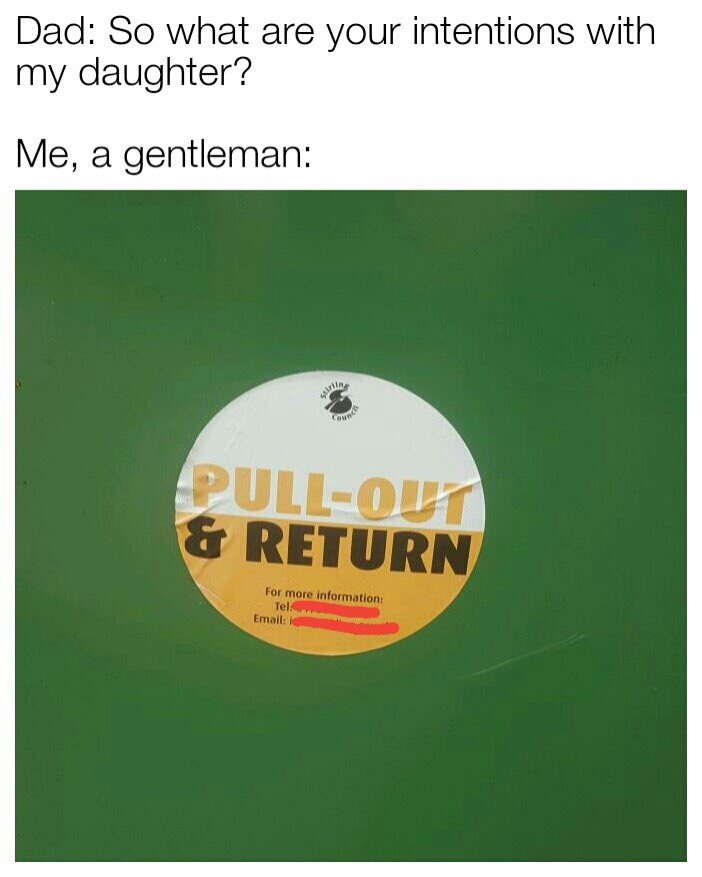 Dad: So what are your intentions with
my daughter?
Me, a gentleman:
Stirling
Council
PULL-OUT
& RETURN
For more information:
Tel:
Email: